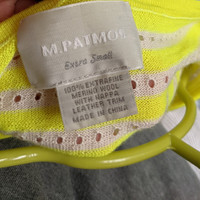 M.PATMOS
Extra Small
100% EXTRAFINE
MERINO WOOL
WITH NAPPA
LEATHER TRIM
MADE IN CHINA